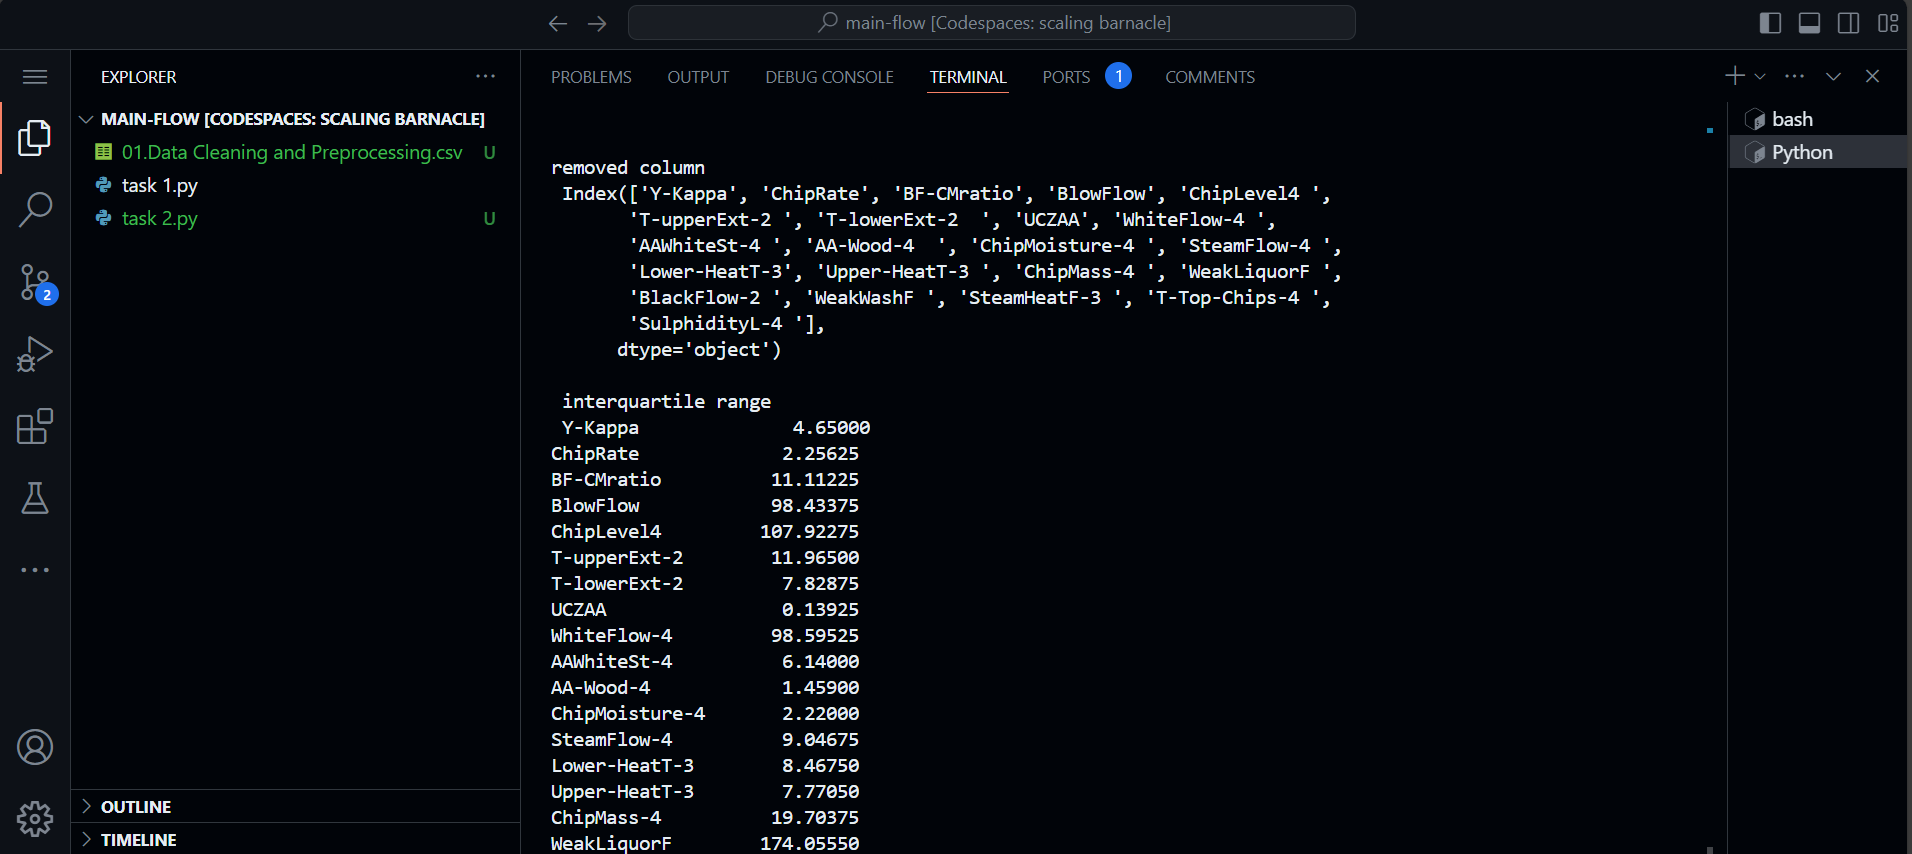 main-flow [Codespaces: scaling barnacle]
EXPLORER
MAIN-FLOW [CODESPACES: SCALING BARNACLE]
01.Data Cleaning and Preprocessing.csv U
task 1.py
task 2.py U
2
OUTLINE
TIMELINE
PROBLEMS OUTPUT DEBUG CONSOLE TERMINAL PORTS 1 COMMENTS
removed column
 Index(['Y-Kappa', 'ChipRate', 'BF-CMratio', 'BlowFlow', 'ChipLevel4 ',
       'T-upperExt-2 ', 'T-lowerExt-2  ', 'UCZAA', 'WhiteFlow-4 ',
       'AAWhiteSt-4 ', 'AA-Wood-4  ', 'ChipMoisture-4 ', 'SteamFlow-4 ',
       'Lower-HeatT-3', 'Upper-HeatT-3 ', 'ChipMass-4 ', 'WeakLiquorF ',
       'BlackFlow-2 ', 'WeakWashF ', 'SteamHeatF-3 ', 'T-Top-Chips-4 ',
       'SulphidityL-4 '],
      dtype='object')
 interquartile range
 Y-Kappa              4.65000
ChipRate             2.25625
BF-CMratio          11.11225
BlowFlow            98.43375
ChipLevel4         107.92275
T-upperExt-2        11.96500
T-lowerExt-2         7.82875
UCZAA                0.13925
WhiteFlow-4         98.59525
AAWhiteSt-4          6.14000
AA-Wood-4            1.45900
ChipMoisture-4       2.22000
SteamFlow-4          9.04675
Lower-HeatT-3        8.46750
Upper-HeatT-3        7.77050
ChipMass-4          19.70375
WeakLiquorF        174.05550
bash
Python